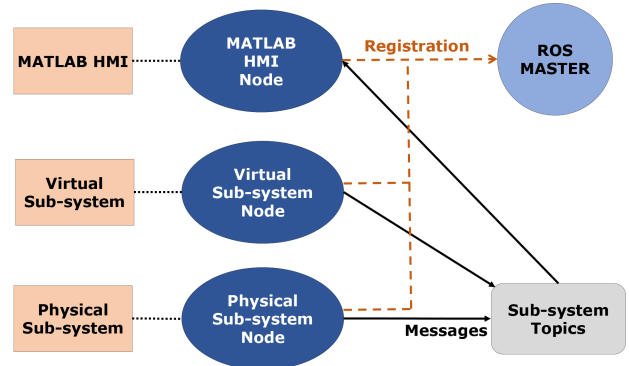 MATLAB HMI
MATLAB
HMI
Node
Registration
ROS
MASTER
Virtual
Sub-system
Virtual
Sub-system
Node
Physical
Sub-system
Physical
Sub-system
Node
Messages
Sub-system
Topics